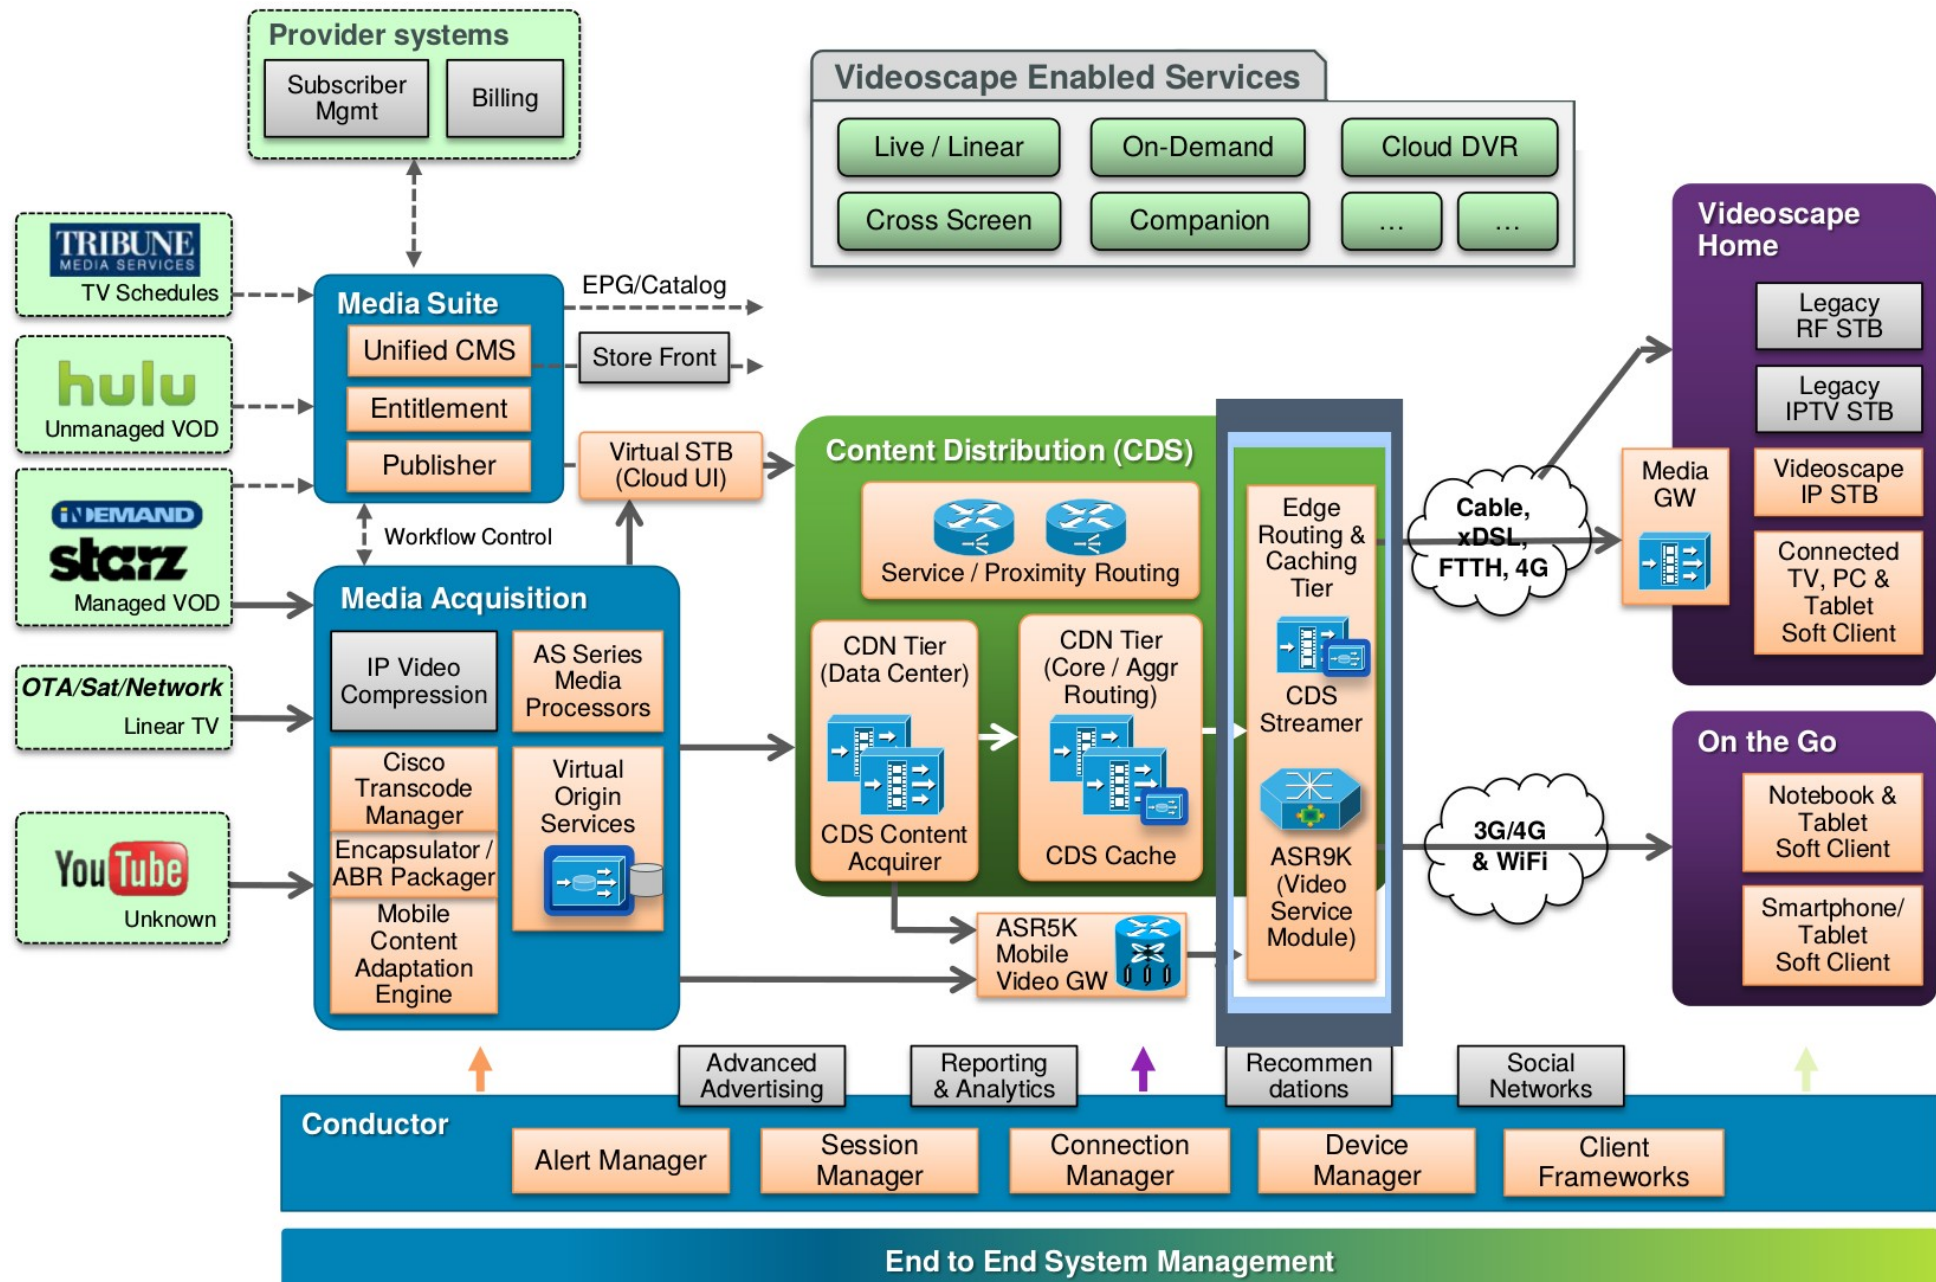 Provider systems
Subscriber
Mgmt
Billing
Videoscape Enabled Services
Live / Linear
On-Demand
Cloud DVR
Cross Screen
Companion
...
...
TRIBUNE
MEDIA SERVICES
TV Schedules
hulu
Unmanaged VOD
iNDEMAND
starz
Managed VOD
OTA/Sat/Network
Linear TV
YouTube
Unknown
Media Suite
Unified CMS
Entitlement
Publisher
EPG/Catalog
Store Front
Virtual STB
(Cloud UI)
Workflow Control
Media Acquisition
IP Video
Compression
AS Series
Media
Processors
Cisco
Transcode
Manager
Encapsulator /
ABR Packager
Mobile
Content
Adaptation
Engine
Virtual
Origin
Services
Content Distribution (CDS)
Service / Proximity Routing
CDN Tier
(Data Center)
CDS Content
Acquirer
CDN Tier
(Core / Aggr
Routing)
CDS Cache
Edge
Routing &
Caching
Tier
CDS
Streamer
ASR9K
(Video
Service
Module)
ASR5K
Mobile
Video GW
Cable,
xDSL,
FTTH, 4G
3G/4G
& WiFi
Media
GW
Videoscape
Home
Legacy
RF STB
Legacy
IPTV STB
Videoscape
IP STB
Connected
TV, PC &
Tablet
Soft Client
On the Go
Notebook &
Tablet
Soft Client
Smartphone/
Tablet
Soft Client
Advanced
Advertising
Reporting
& Analytics
Recommen
dations
Social
Networks
Conductor
Alert Manager
Session
Manager
Connection
Manager
Device
Manager
Client
Frameworks
End to End System Management